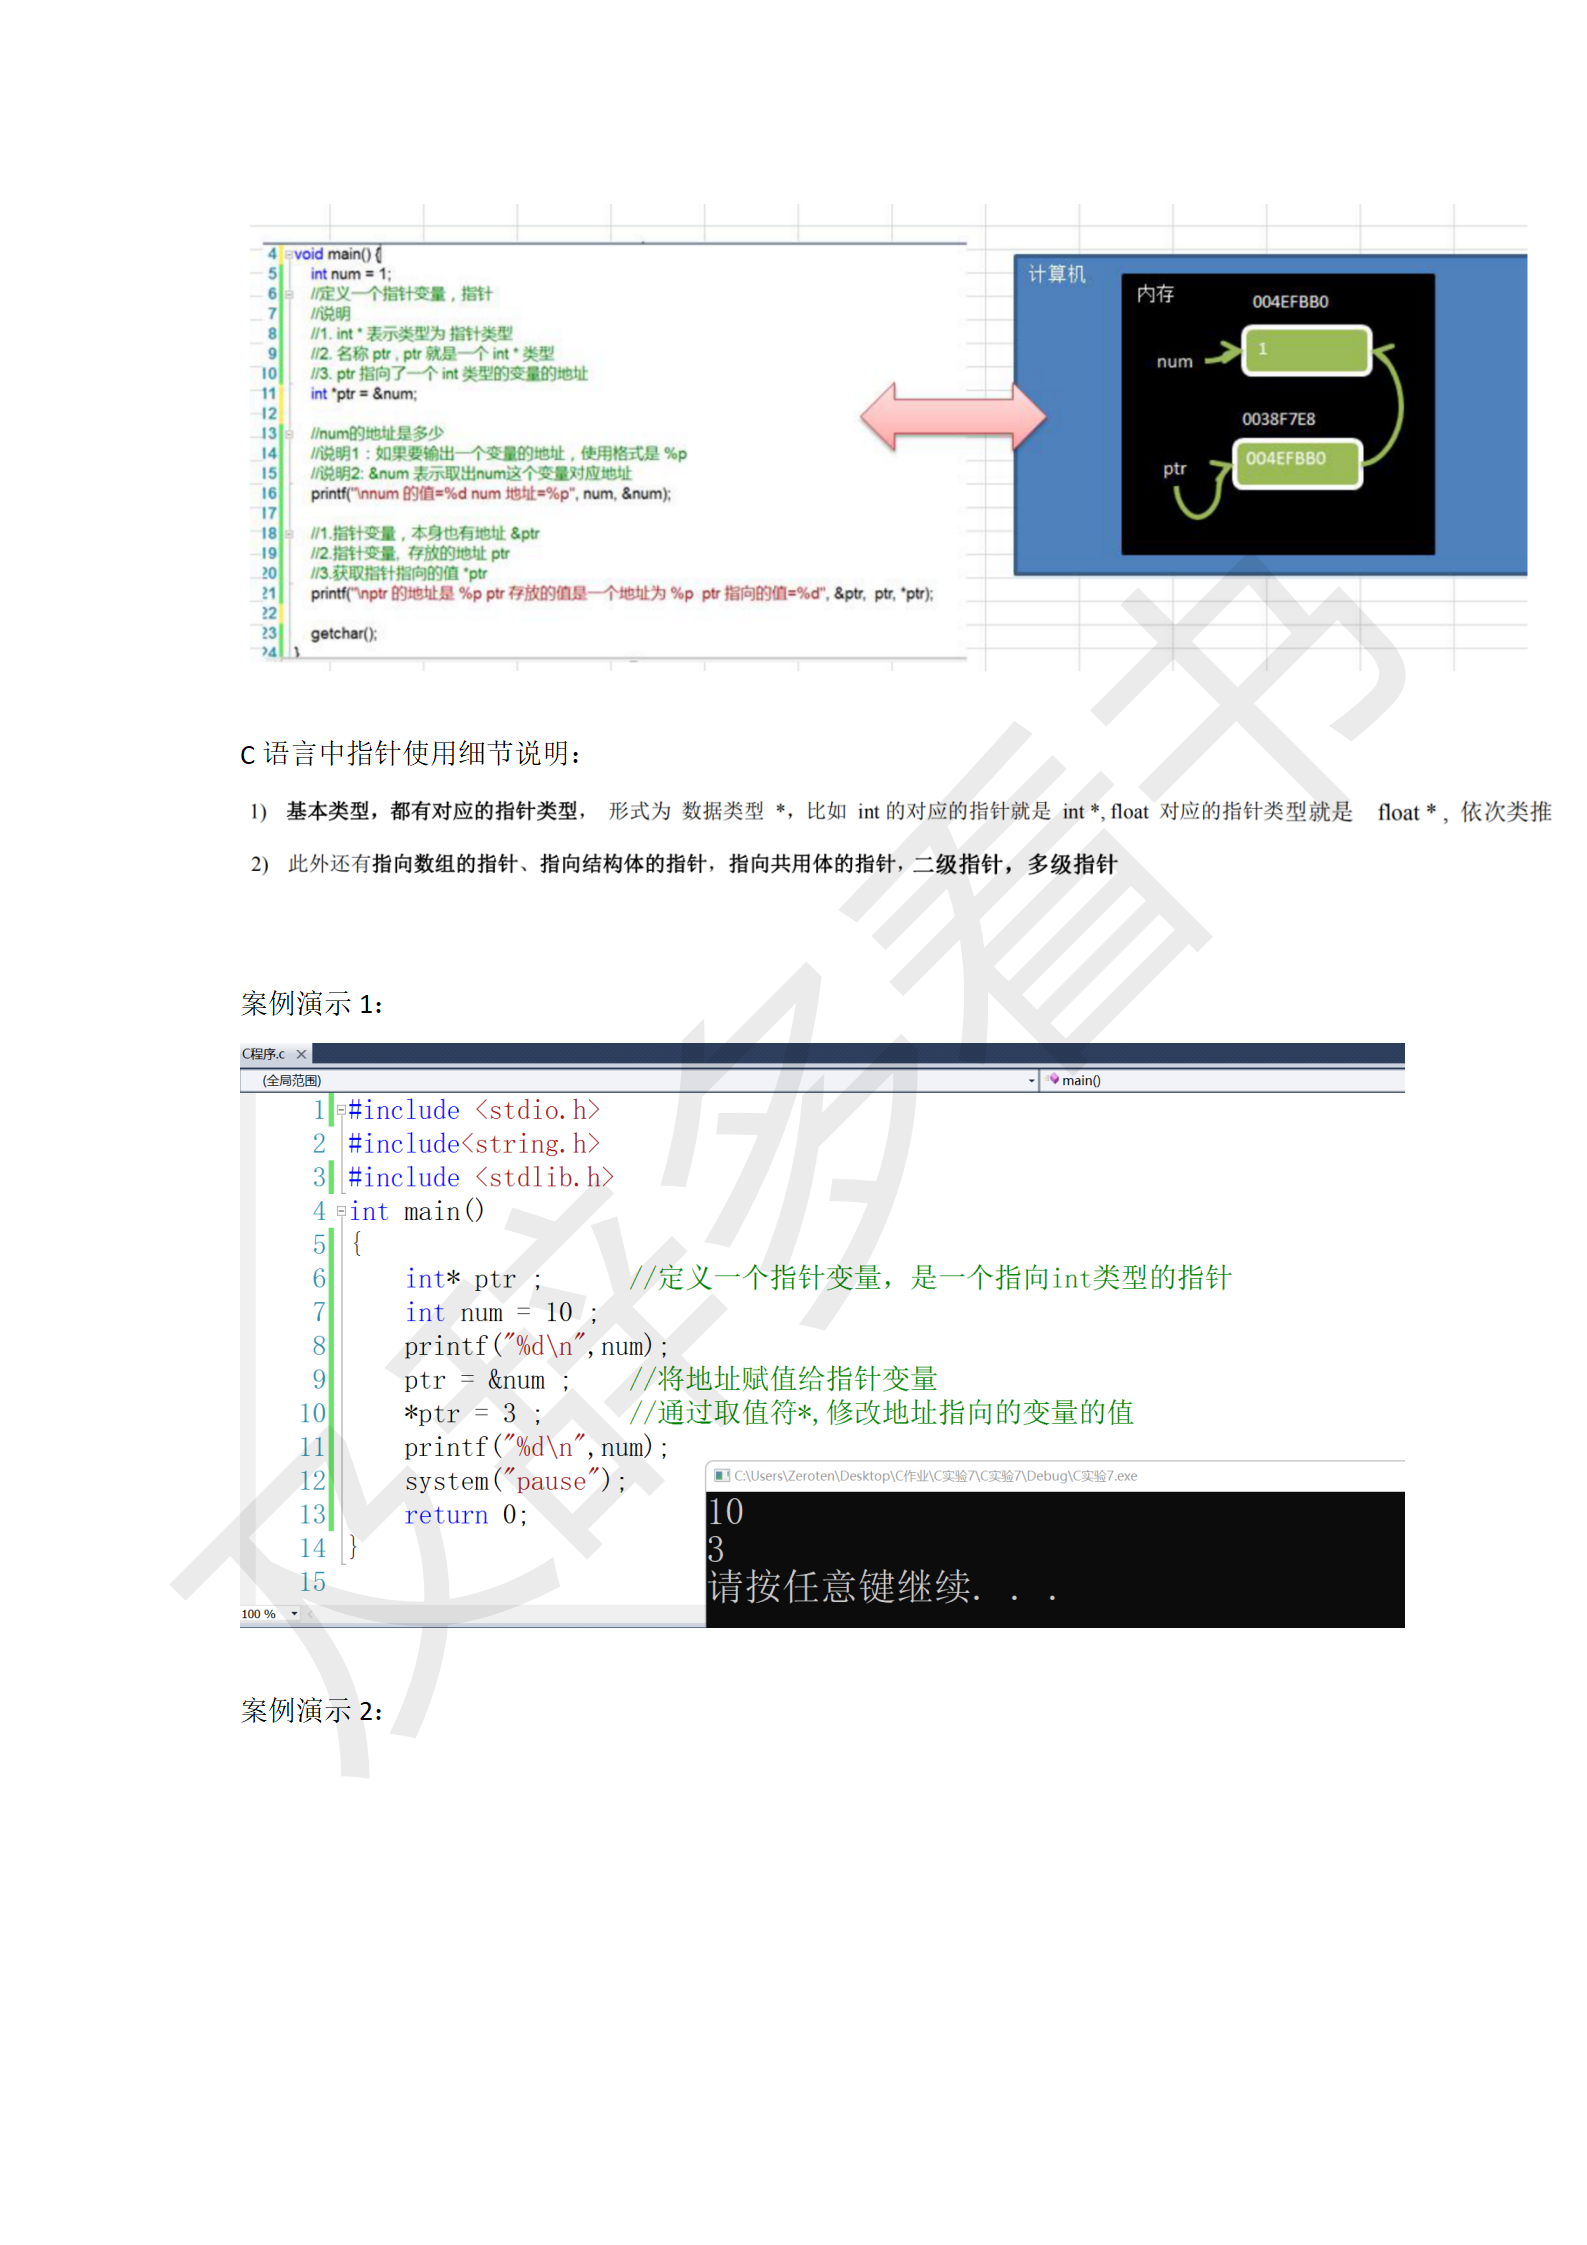 4 void main() {
5 int num = 1;
6 //定义一个指针变量，指针
7 //说明
8 //1. int * 表示类型为 指针类型
9 //2. 名称 ptr , ptr 就是一个 int * 类型
10 //3. ptr 指向了一个 int 类型的变量的地址
11 int *ptr = &num;
12
13 //num的地址是多少
14 //说明1：如果要输出一个变量的地址，使用格式是 %p
15 //说明2: &num 表示取出num这个变量对应地址
16 printf("\nnum 的值=%d num 地址=%p", num, &num);
17
18 //1.指针变量，本身也有地址 &ptr
19 //2.指针变量, 存放的地址 ptr
20 //3.获取指针指向的值 *ptr
21 printf("\nptr 的地址是 %p ptr 存放的值是一个地址为 %p  ptr 指向的值=%d", &ptr,  ptr, *ptr);
22
23 getchar();
24 }
计算机
内存
004EFBB0
num
1
0038F7E8
ptr
004EFBB0
C 语言中指针使用细节说明：
1) 基本类型，都有对应的指针类型， 形式为 数据类型 *，比如 int 的对应的指针就是 int *, float 对应的指针类型就是 float * , 依次类推
2) 此外还有指向数组的指针、指向结构体的指针，指向共用体的指针，二级指针，多级指针
案例演示 1：
C程序.c ×
(全局范围) main()
1 #include <stdio.h>
2 #include<string.h>
3 #include <stdlib.h>
4 int main()
5 {
6 int* ptr ; //定义一个指针变量，是一个指向int类型的指针
7 int num = 10 ;
8 printf("%d\n",num);
9 ptr = &num ; //将地址赋值给指针变量
10 *ptr = 3 ; //通过取值符*,修改地址指向的变量的值
11 printf("%d\n",num);
12 system("pause");
13 return 0;
14 }
15
100 %
C:\Users\Zeroten\Desktop\C作业\C实验7\C实验7\Debug\C实验7.exe
10
3
请按任意键继续. . .
案例演示 2：
及辞多看书